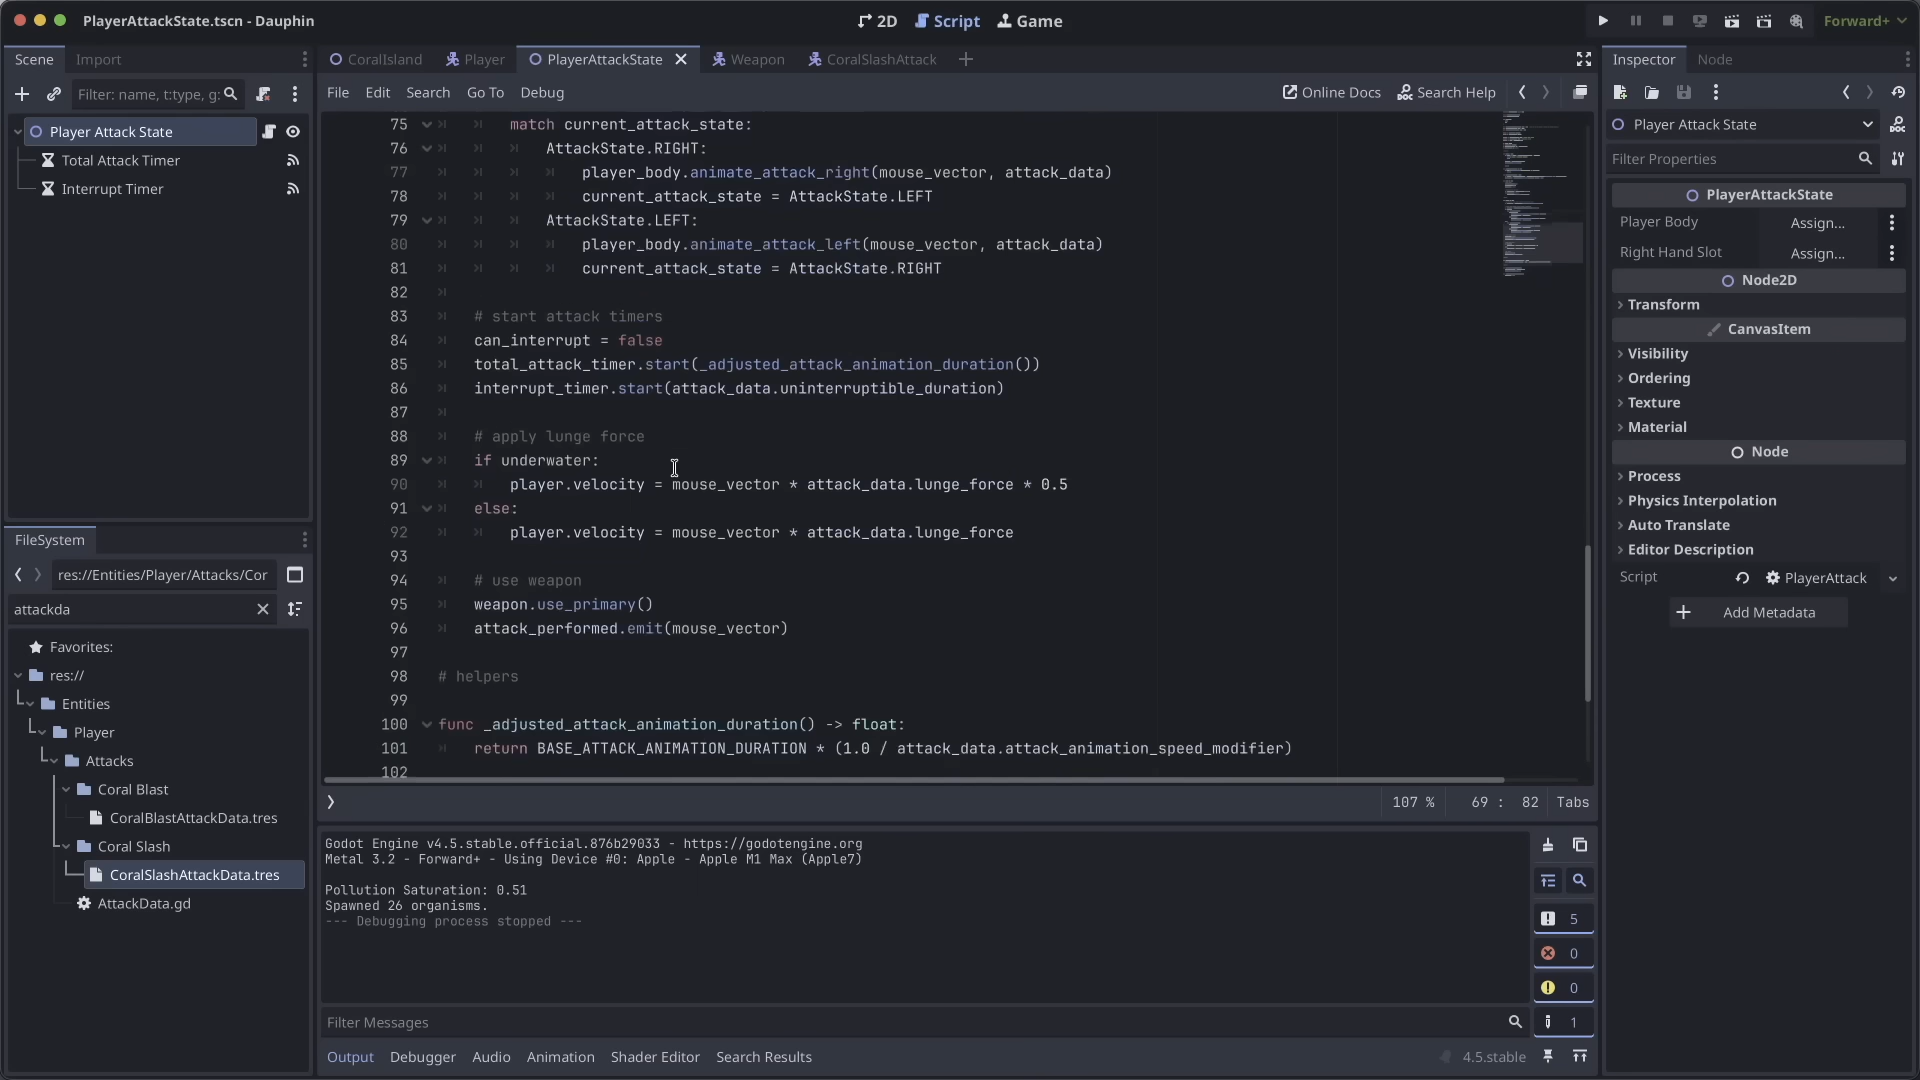 PlayerAttackState.tscn - Dauphin
2D
Script
Game
Forward+
Scene
Import
Filter: name, t:type, g:
Player Attack State
Total Attack Timer
Interrupt Timer
FileSystem
res://Entities/Player/Attacks/Cor
attackda
Favorites:
res://
Entities
Player
Attacks
Coral Blast
CoralBlastAttackData.tres
Coral Slash
CoralSlashAttackData.tres
AttackData.gd
CoralIsland
Player
PlayerAttackState
Weapon
CoralSlashAttack
File Edit Search Go To Debug
Online Docs
Search Help
75 match current_attack_state:
76 AttackState.RIGHT:
77 player_body.animate_attack_right(mouse_vector, attack_data)
78 current_attack_state = AttackState.LEFT
79 AttackState.LEFT:
80 player_body.animate_attack_left(mouse_vector, attack_data)
81 current_attack_state = AttackState.RIGHT
82
83 # start attack timers
84 can_interrupt = false
85 total_attack_timer.start(_adjusted_attack_animation_duration())
86 interrupt_timer.start(attack_data.uninterruptible_duration)
87
88 # apply lunge force
89 if underwater:
90 player.velocity = mouse_vector * attack_data.lunge_force * 0.5
91 else:
92 player.velocity = mouse_vector * attack_data.lunge_force
93
94 # use weapon
95 weapon.use_primary()
96 attack_performed.emit(mouse_vector)
97
98 # helpers
99
100 func _adjusted_attack_animation_duration() -> float:
101 return BASE_ATTACK_ANIMATION_DURATION * (1.0 / attack_data.attack_animation_speed_modifier)
102
107 % 69 : 82 Tabs
Godot Engine v4.5.stable.official.876b29033 - https://godotengine.org
Metal 3.2 - Forward+ - Using Device #0: Apple - Apple M1 Max (Apple7)
Pollution Saturation: 0.51
Spawned 26 organisms.
--- Debugging process stopped ---
5
0
0
1
Filter Messages
Output Debugger Audio Animation Shader Editor Search Results
4.5.stable
Inspector
Node
Player Attack State
Filter Properties
PlayerAttackState
Player Body Assign...
Right Hand Slot Assign...
Node2D
Transform
CanvasItem
Visibility
Ordering
Texture
Material
Node
Process
Physics Interpolation
Auto Translate
Editor Description
Script PlayerAttack
Add Metadata